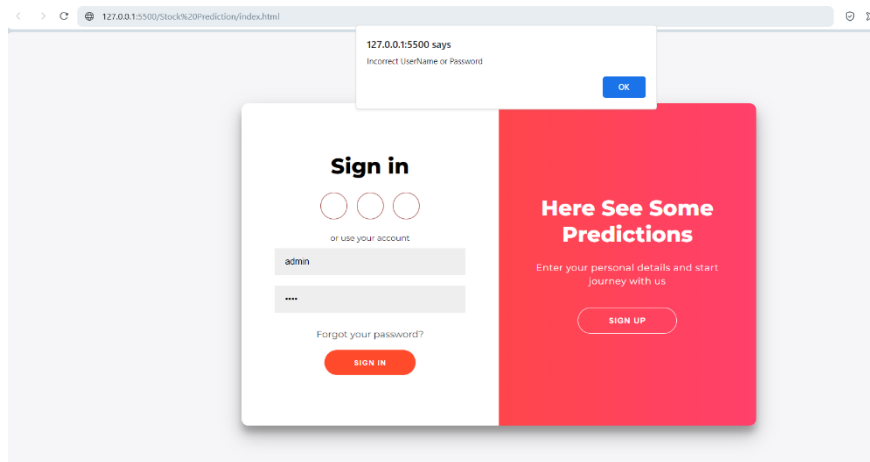 127.0.0.1:5500/Stock%20Prediction/index.html
127.0.0.1:5500 says
Incorrect UserName or Password
OK
Sign in
or use your account
admin
••••
Forgot your password?
SIGN IN
Here See Some
Predictions
Enter your personal details and start
journey with us
SIGN UP